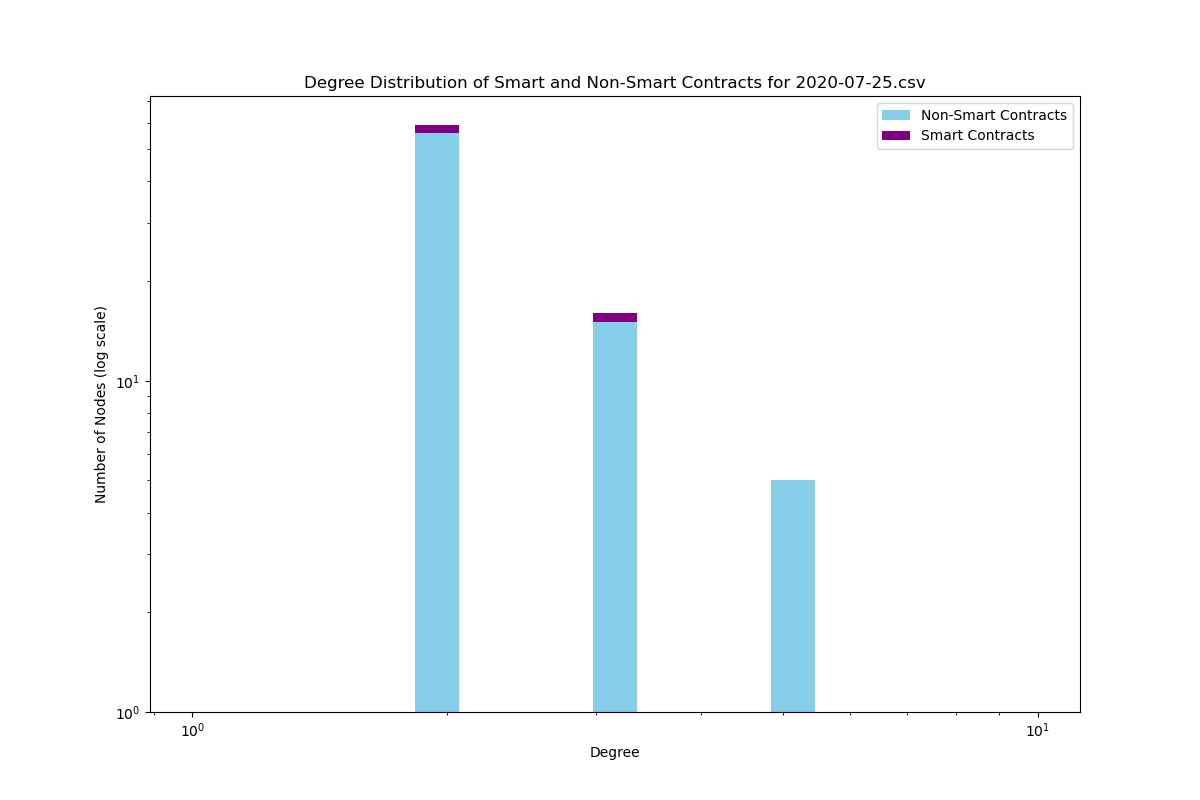 Degree Distribution of Smart and Non-Smart Contracts for 2020-07-25.csv
Non-Smart Contracts
Smart Contracts
Number of Nodes (log scale)
10¹
10⁰
10⁰ 10¹
Degree